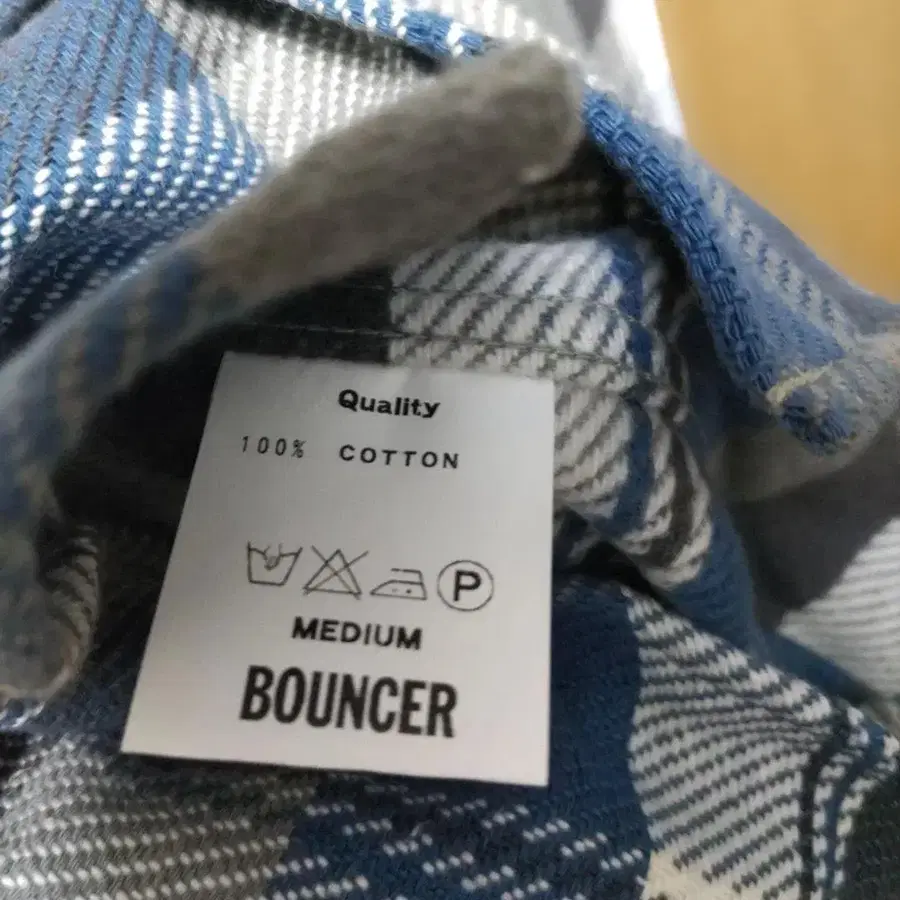 Quality
100% COTTON
P
MEDIUM
BOUNCER